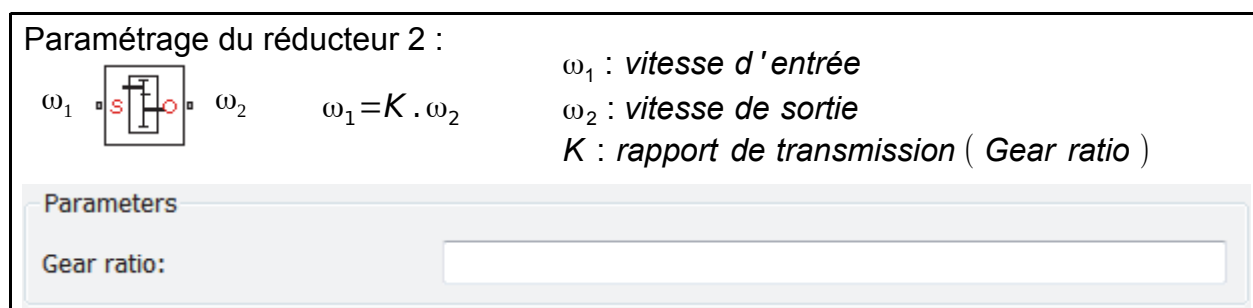 Paramétrage du réducteur 2 :
ω₁ S O ω₂ ω₁=K . ω₂
ω₁ : vitesse d ' entrée
ω₂ : vitesse de sortie
K : rapport de transmission ( Gear ratio )
Parameters
Gear ratio: